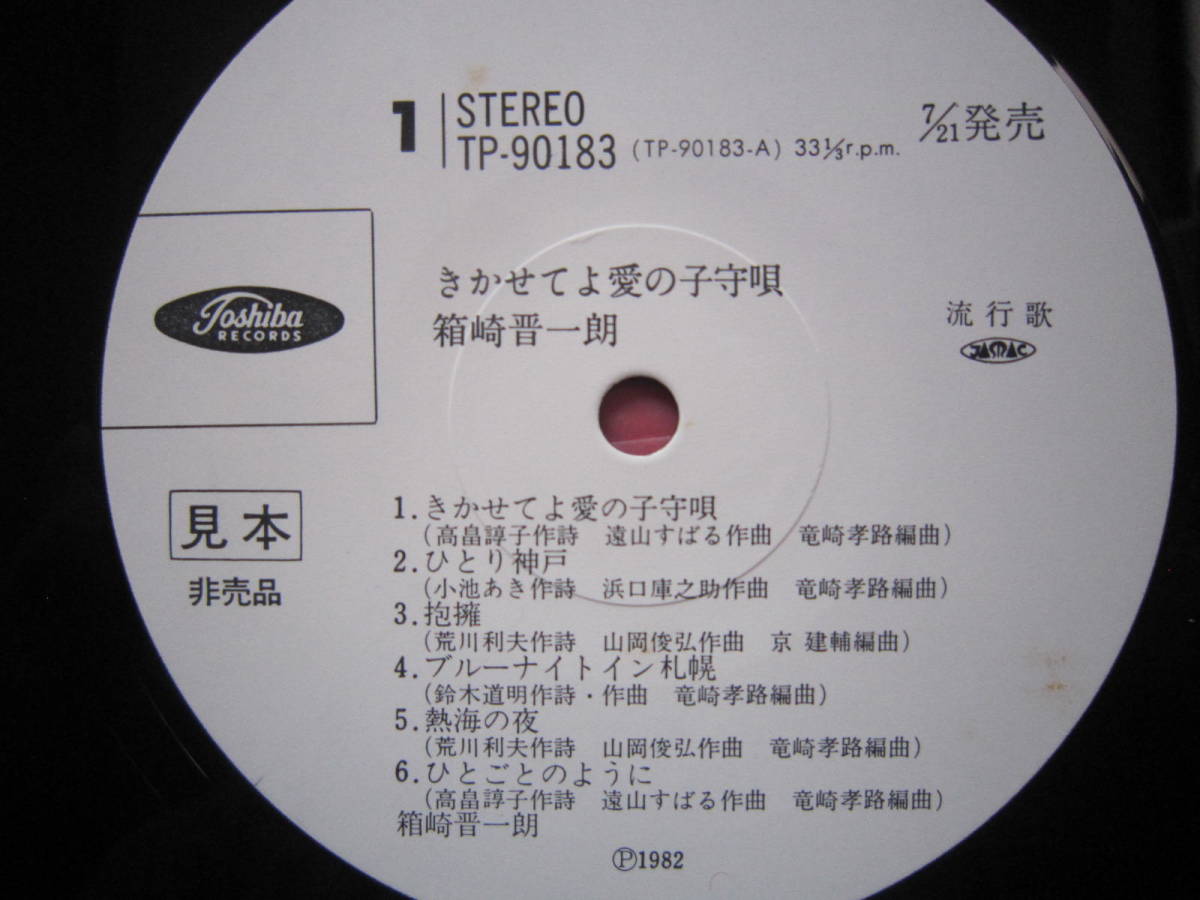 1
STEREO
TP-90183 (TP-90183-A) 33⅓r.p.m.
7/21発売
Toshiba
RECORDS
きかせてよ愛の子守唄
箱崎晋一朗
流行歌
JASRAC
見本
非売品
1.きかせてよ愛の子守唄
(高畠諄子作詩　遠山すばる作曲　竜崎孝路編曲)
2.ひとり神戸
(小池あき作詩　浜口庫之助作曲　竜崎孝路編曲)
3.抱擁
(荒川利夫作詩　山岡俊弘作曲　京 建輔編曲)
4.ブルーナイトイン札幌
(鈴木道明作詩・作曲　竜崎孝路編曲)
5.熱海の夜
(荒川利夫作詩　山岡俊弘作曲　竜崎孝路編曲)
6.ひとごとのように
(高畠諄子作詩　遠山すばる作曲　竜崎孝路編曲)
箱崎晋一朗
Ⓟ1982